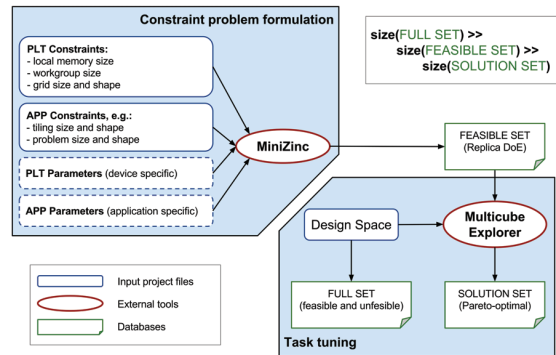 Constraint problem formulation
PLT Constraints:
- local memory size
- workgroup size
- grid size and shape
APP Constraints, e.g.:
- tiling size and shape
- problem size and shape
PLT Parameters (device specific)
APP Parameters (application specific)
MiniZinc
size(FULL SET) >>
size(FEASIBLE SET) >>
size(SOLUTION SET)
FEASIBLE SET
(Replica DoE)
Design Space
Multicube
Explorer
FULL SET
(feasible and unfesible)
SOLUTION SET
(Pareto-optimal)
Task tuning
Input project files
External tools
Databases